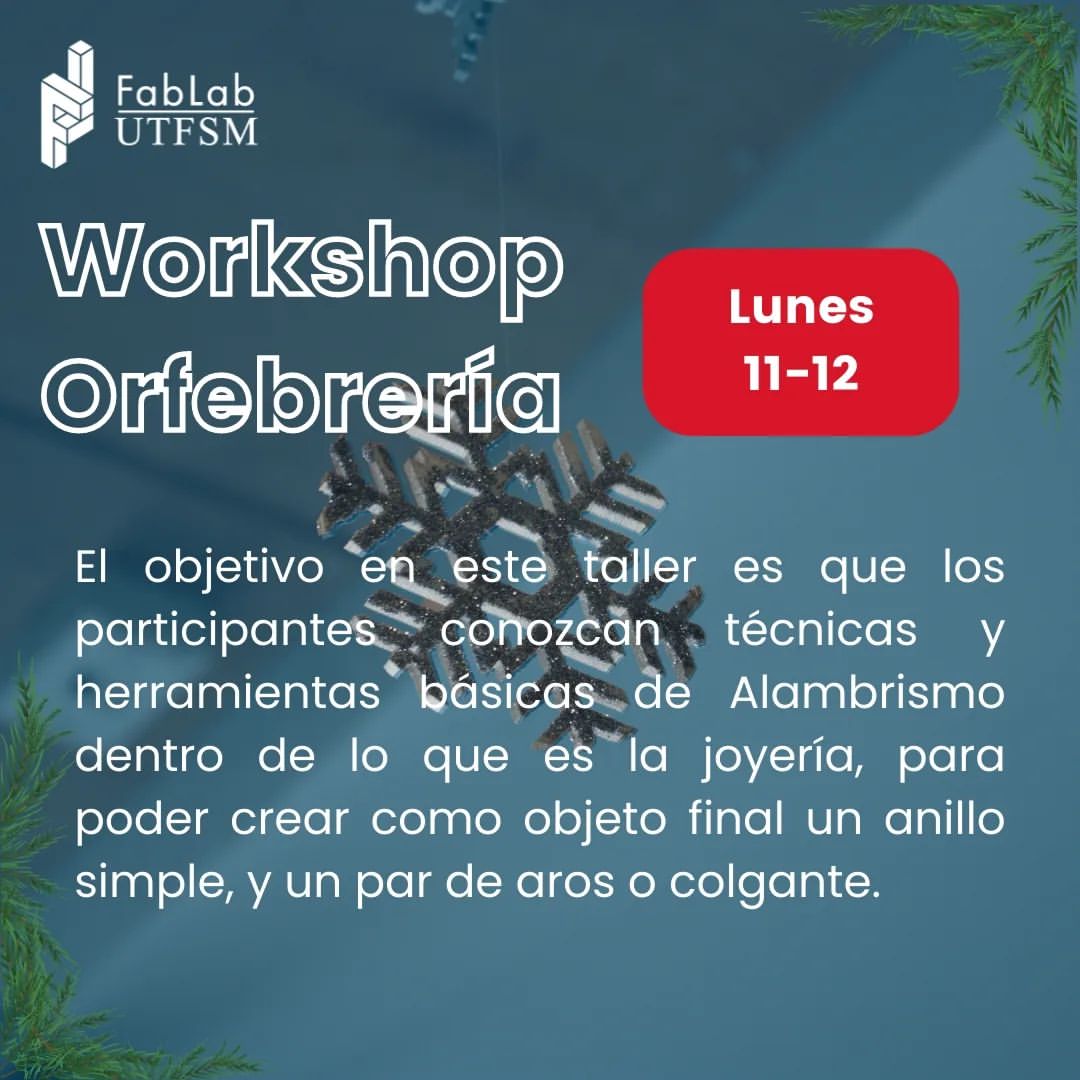 FabLab
UTFSM
Workshop
Orfebrería
Lunes
11-12
El objetivo en este taller es que los
participantes conozcan técnicas y
herramientas básicas de Alambrismo
dentro de lo que es la joyería, para
poder crear como objeto final un anillo
simple, y un par de aros o colgante.